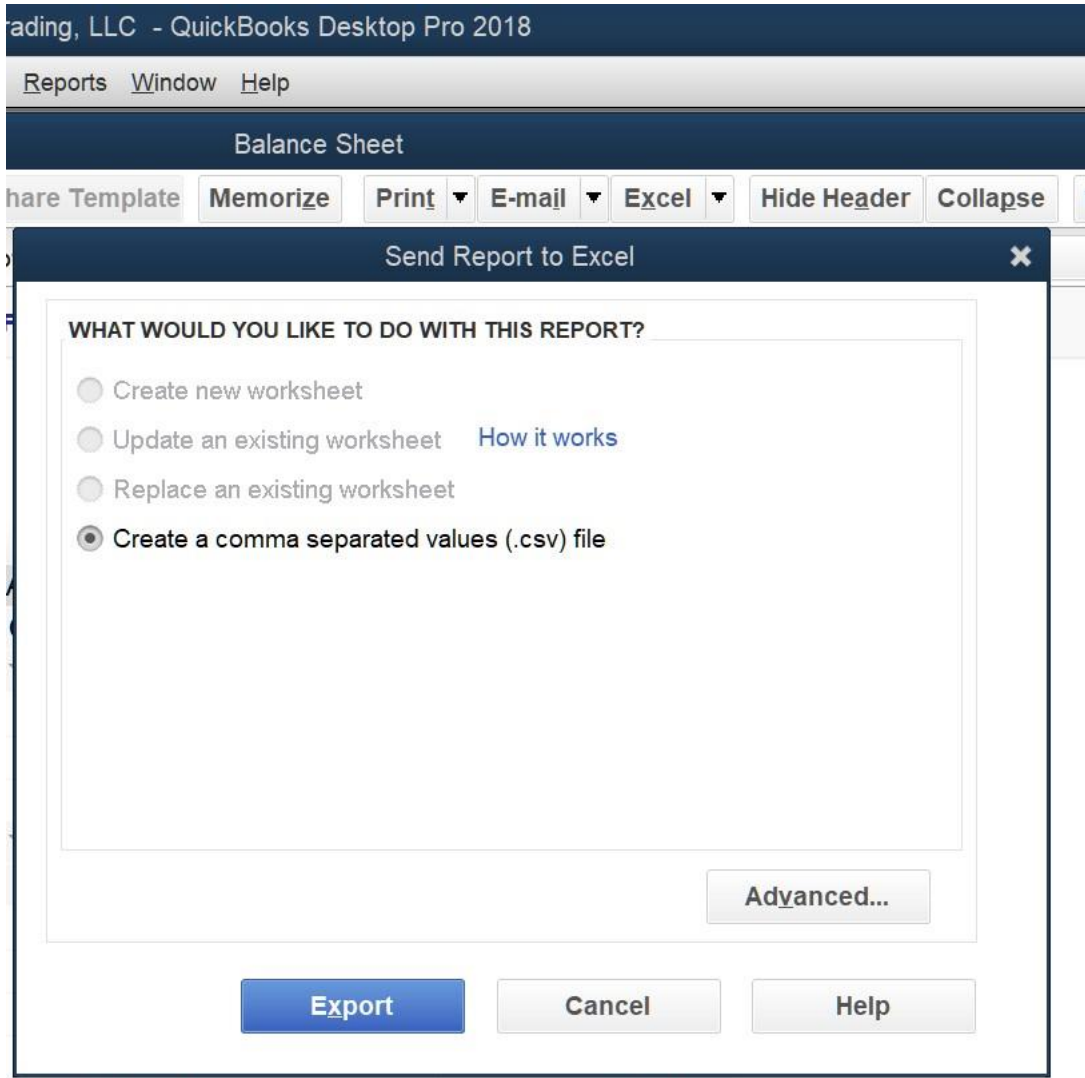 rading, LLC - QuickBooks Desktop Pro 2018
Reports Window Help
Balance Sheet
hare Template Memorize Print E-mail Excel Hide Header Collapse
Send Report to Excel
WHAT WOULD YOU LIKE TO DO WITH THIS REPORT?
Create new worksheet
Update an existing worksheet How it works
Replace an existing worksheet
Create a comma separated values (.csv) file
Advanced...
Export Cancel Help